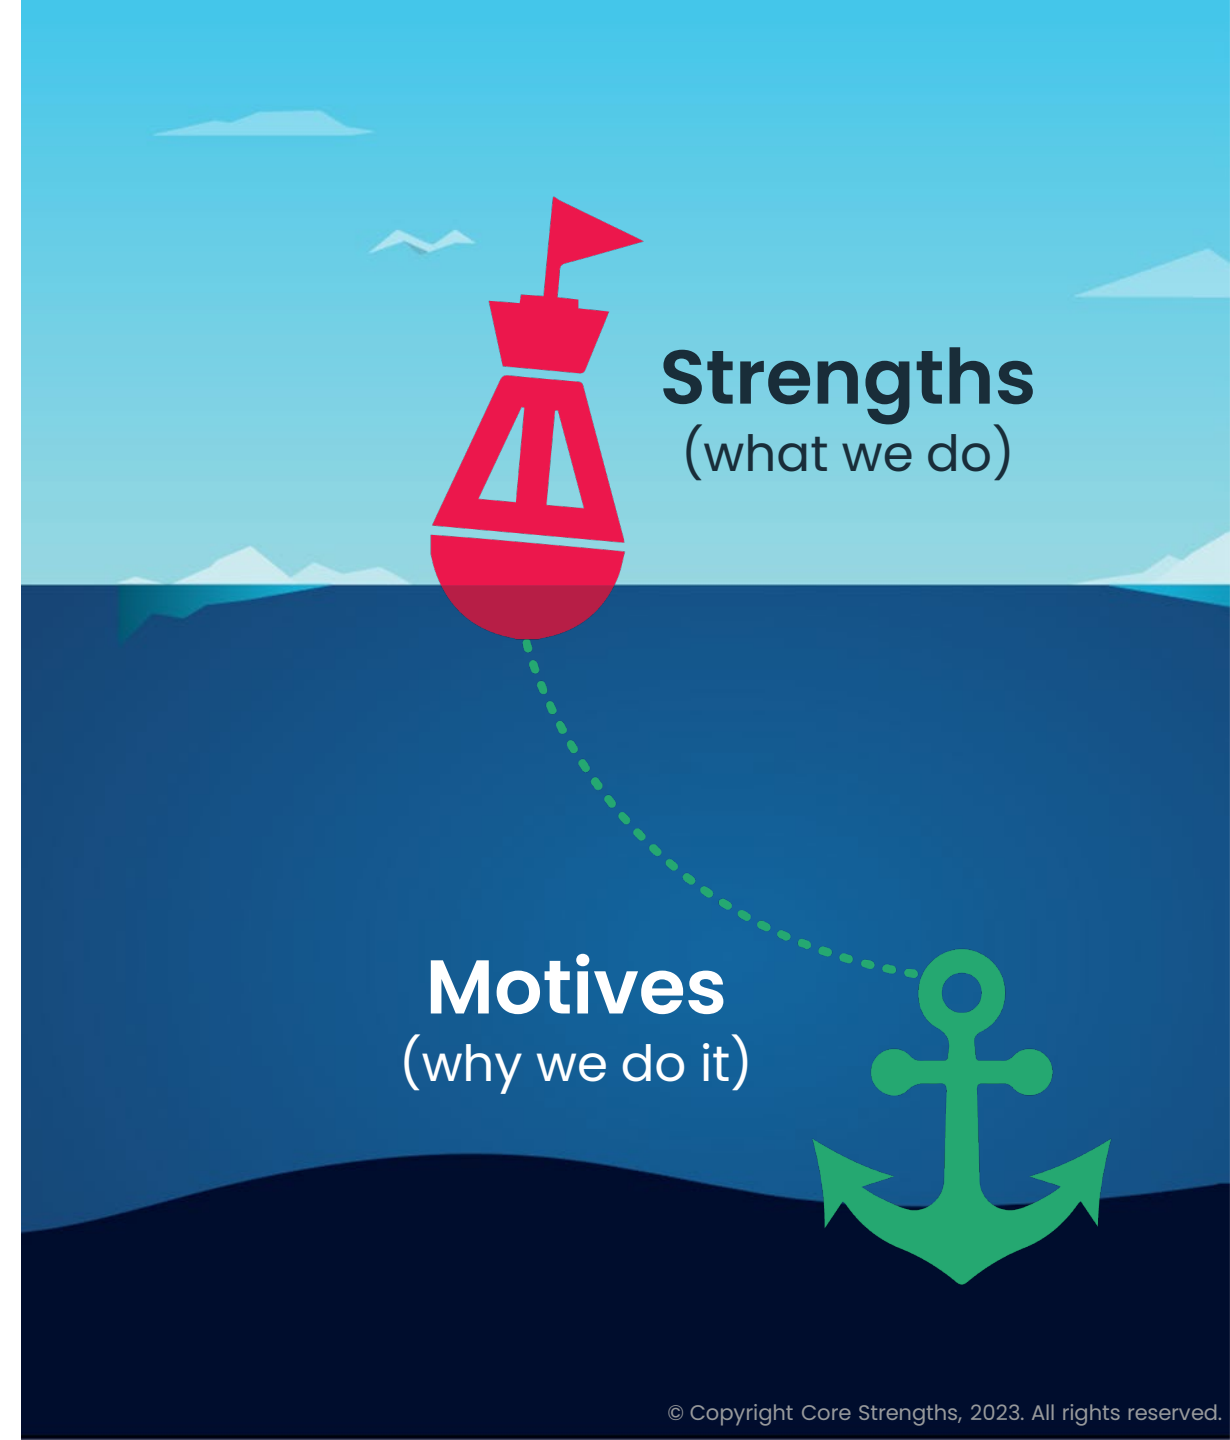 Strengths
(what we do)
Motives
(why we do it)
© Copyright Core Strengths, 2023. All rights reserved.